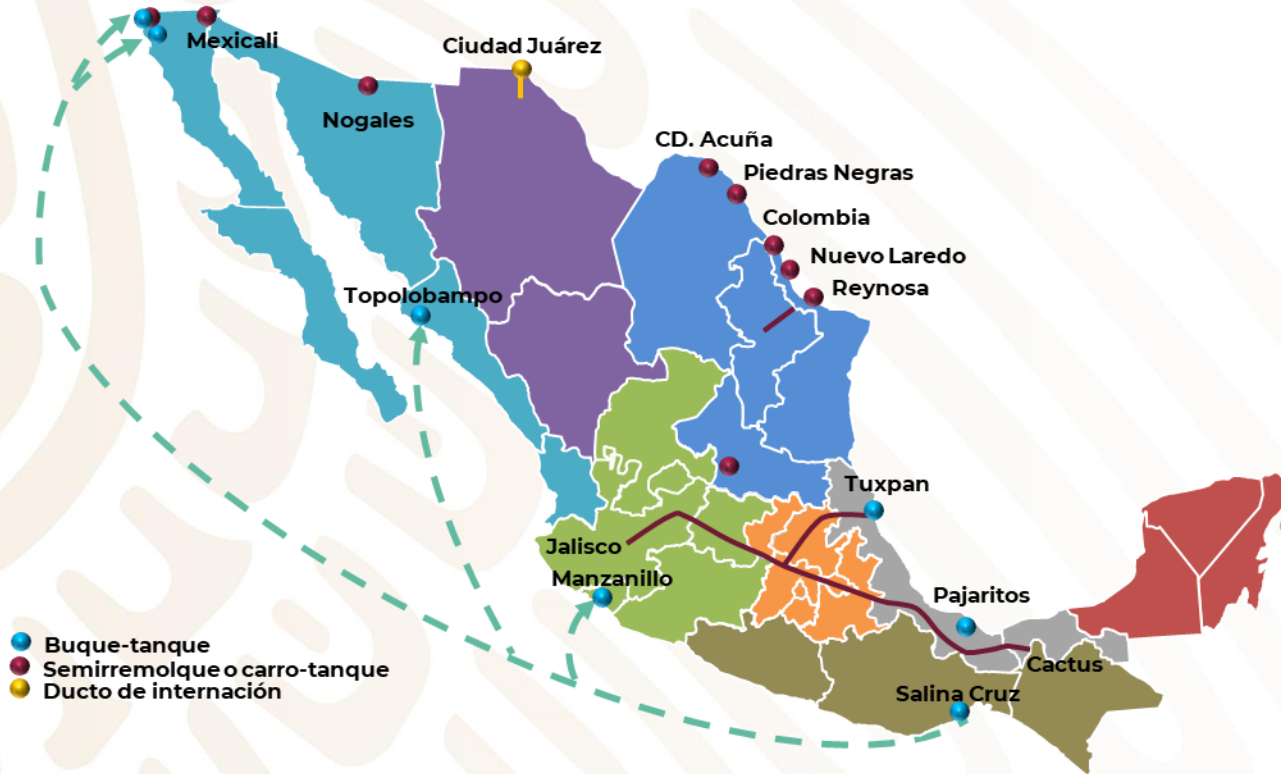 Mexicali
Ciudad Juárez
Nogales
CD. Acuña
Piedras Negras
Colombia
Nuevo Laredo
Reynosa
Topolobampo
Tuxpan
Jalisco
Manzanillo
Pajaritos
Cactus
Salina Cruz
Buque-tanque
Semirremolque o carro-tanque
Ducto de internación